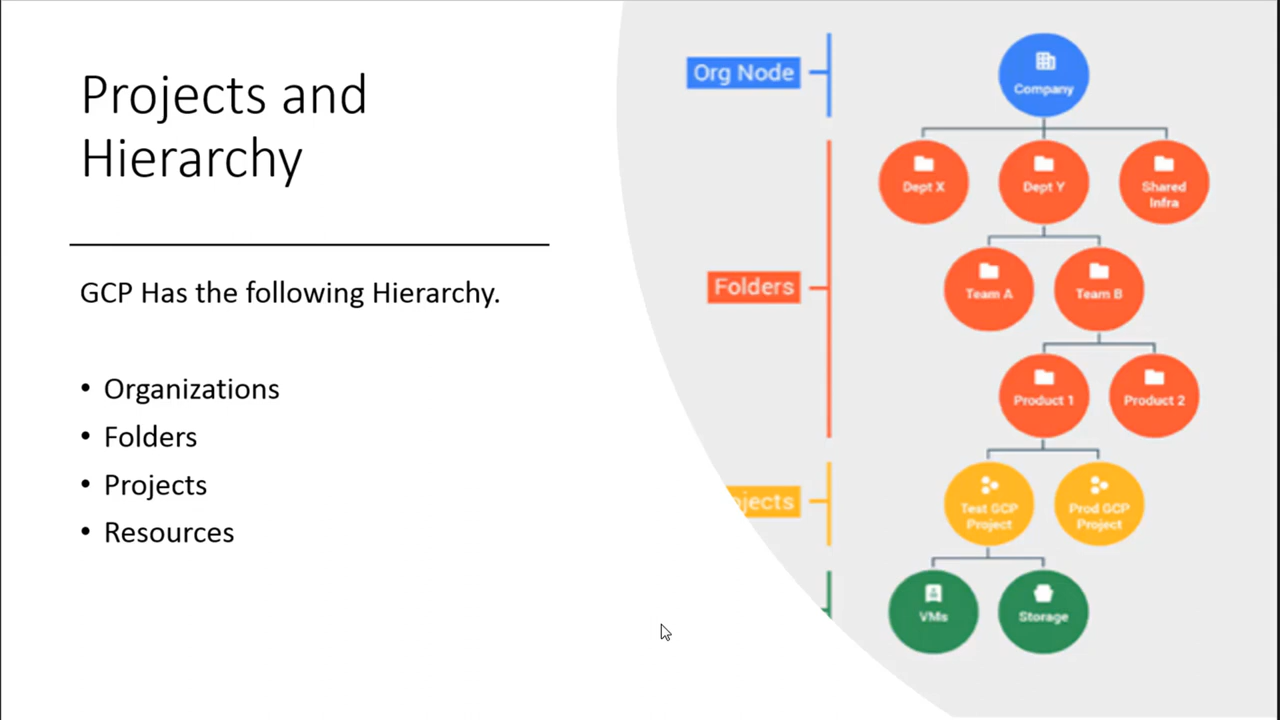 Projects and
Hierarchy
GCP Has the following Hierarchy.
• Organizations
• Folders
• Projects
• Resources
Org Node
Company
Dept X
Dept Y
Shared
Infra
Folders
Team A
Team B
Product 1
Product 2
ojects
Test GCP
Project
Prod GCP
Project
VMs
Storage